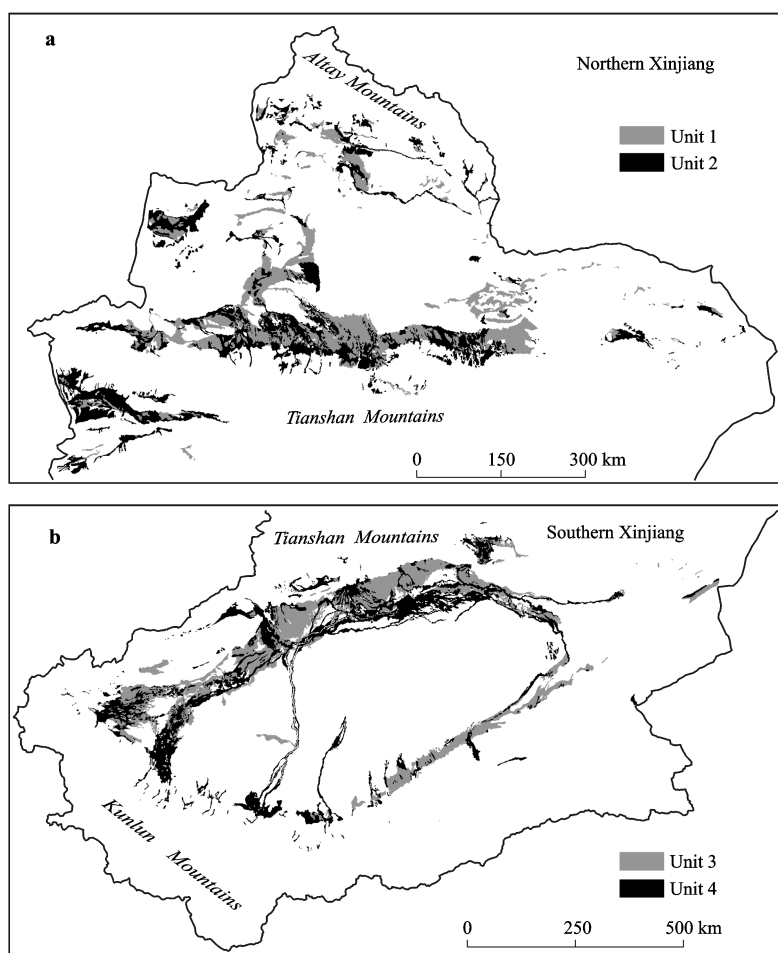 a
Altay Mountains
Northern Xinjiang
Unit 1
Unit 2
Tianshan Mountains
0 150 300 km
b
Tianshan Mountains
Southern Xinjiang
Kunlun Mountains
Unit 3
Unit 4
0 250 500 km